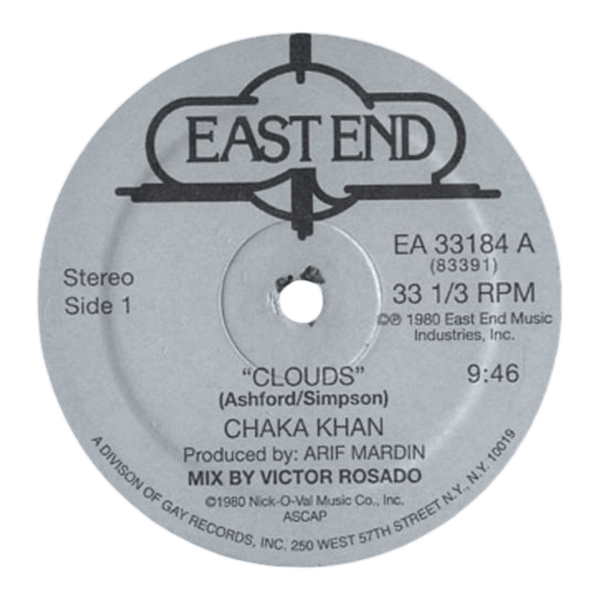 EAST END
EA 33184 A
(83391)
Stereo
Side 1
33 1/3 RPM
©℗ 1980 East End Music
Industries, Inc.
"CLOUDS"
9:46
(Ashford/Simpson)
CHAKA KHAN
Produced by: ARIF MARDIN
MIX BY VICTOR ROSADO
©1980 Nick-O-Val Music Co., Inc.
ASCAP
A DIVISION OF GAY RECORDS, INC. 250 WEST 57TH STREET N.Y., N.Y. 10019